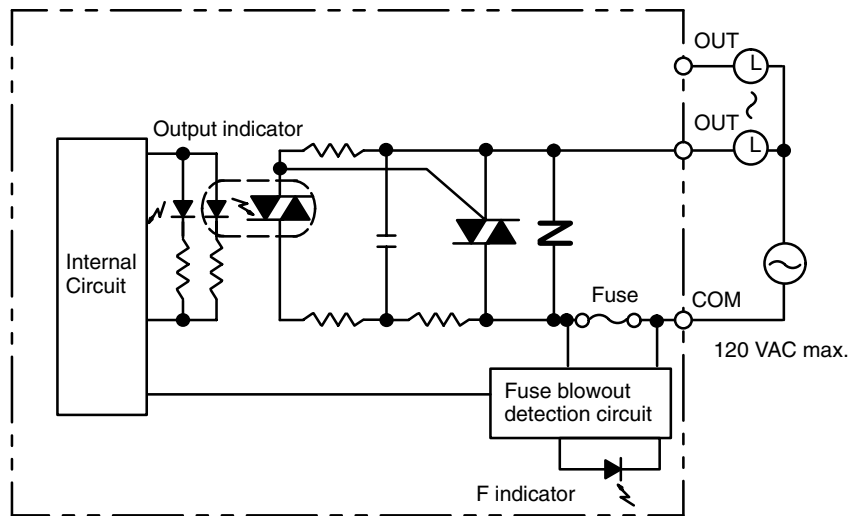 OUT
L
Output indicator
OUT
L
Internal
Circuit
Fuse
COM
120 VAC max.
Fuse blowout
detection circuit
F indicator